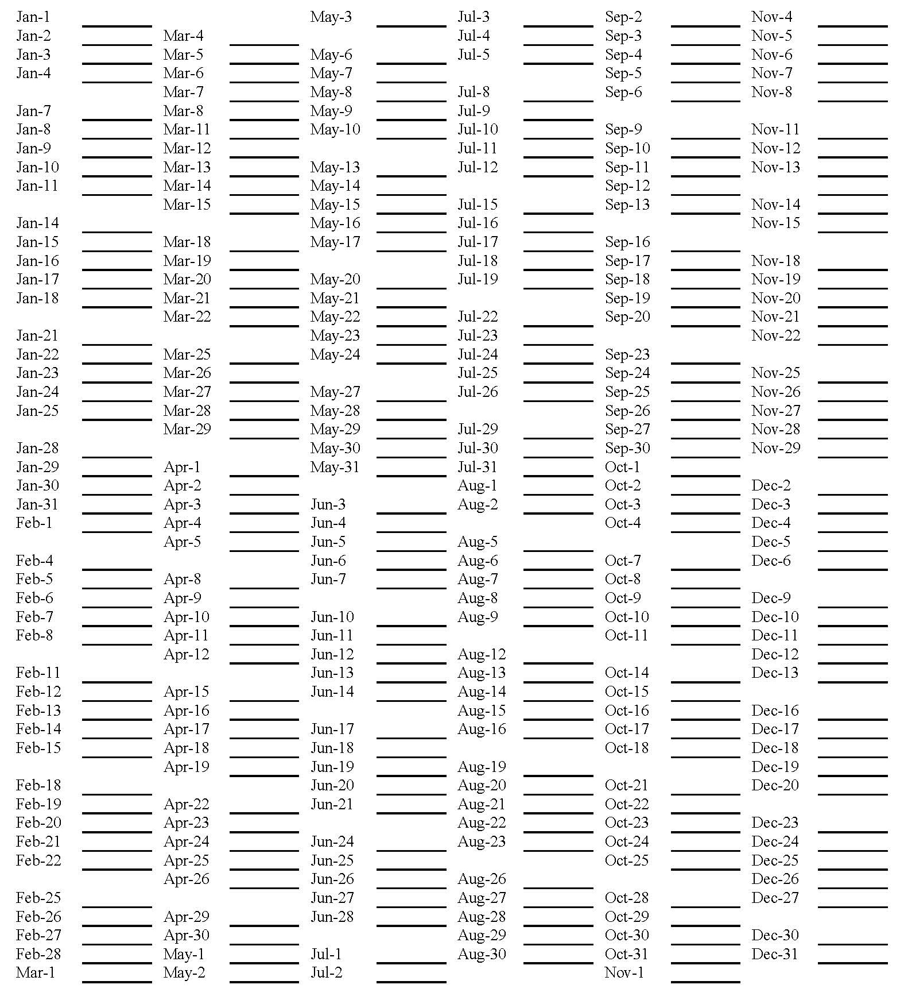 Jan-1
Jan-2
Jan-3
Jan-4
Jan-7
Jan-8
Jan-9
Jan-10
Jan-11
Jan-14
Jan-15
Jan-16
Jan-17
Jan-18
Jan-21
Jan-22
Jan-23
Jan-24
Jan-25
Jan-28
Jan-29
Jan-30
Jan-31
Feb-1
Feb-4
Feb-5
Feb-6
Feb-7
Feb-8
Feb-11
Feb-12
Feb-13
Feb-14
Feb-15
Feb-18
Feb-19
Feb-20
Feb-21
Feb-22
Feb-25
Feb-26
Feb-27
Feb-28
Mar-1
Mar-4
Mar-5
Mar-6
Mar-7
Mar-8
Mar-11
Mar-12
Mar-13
Mar-14
Mar-15
Mar-18
Mar-19
Mar-20
Mar-21
Mar-22
Mar-25
Mar-26
Mar-27
Mar-28
Mar-29
Apr-1
Apr-2
Apr-3
Apr-4
Apr-5
Apr-8
Apr-9
Apr-10
Apr-11
Apr-12
Apr-15
Apr-16
Apr-17
Apr-18
Apr-19
Apr-22
Apr-23
Apr-24
Apr-25
Apr-26
Apr-29
Apr-30
May-1
May-2
May-3
May-6
May-7
May-8
May-9
May-10
May-13
May-14
May-15
May-16
May-17
May-20
May-21
May-22
May-23
May-24
May-27
May-28
May-29
May-30
May-31
Jun-3
Jun-4
Jun-5
Jun-6
Jun-7
Jun-10
Jun-11
Jun-12
Jun-13
Jun-14
Jun-17
Jun-18
Jun-19
Jun-20
Jun-21
Jun-24
Jun-25
Jun-26
Jun-27
Jun-28
Jul-1
Jul-2
Jul-3
Jul-4
Jul-5
Jul-8
Jul-9
Jul-10
Jul-11
Jul-12
Jul-15
Jul-16
Jul-17
Jul-18
Jul-19
Jul-22
Jul-23
Jul-24
Jul-25
Jul-26
Jul-29
Jul-30
Jul-31
Aug-1
Aug-2
Aug-5
Aug-6
Aug-7
Aug-8
Aug-9
Aug-12
Aug-13
Aug-14
Aug-15
Aug-16
Aug-19
Aug-20
Aug-21
Aug-22
Aug-23
Aug-26
Aug-27
Aug-28
Aug-29
Aug-30
Sep-2
Sep-3
Sep-4
Sep-5
Sep-6
Sep-9
Sep-10
Sep-11
Sep-12
Sep-13
Sep-16
Sep-17
Sep-18
Sep-19
Sep-20
Sep-23
Sep-24
Sep-25
Sep-26
Sep-27
Sep-30
Oct-1
Oct-2
Oct-3
Oct-4
Oct-7
Oct-8
Oct-9
Oct-10
Oct-11
Oct-14
Oct-15
Oct-16
Oct-17
Oct-18
Oct-21
Oct-22
Oct-23
Oct-24
Oct-25
Oct-28
Oct-29
Oct-30
Oct-31
Nov-1
Nov-4
Nov-5
Nov-6
Nov-7
Nov-8
Nov-11
Nov-12
Nov-13
Nov-14
Nov-15
Nov-18
Nov-19
Nov-20
Nov-21
Nov-22
Nov-25
Nov-26
Nov-27
Nov-28
Nov-29
Dec-2
Dec-3
Dec-4
Dec-5
Dec-6
Dec-9
Dec-10
Dec-11
Dec-12
Dec-13
Dec-16
Dec-17
Dec-18
Dec-19
Dec-20
Dec-23
Dec-24
Dec-25
Dec-26
Dec-27
Dec-30
Dec-31